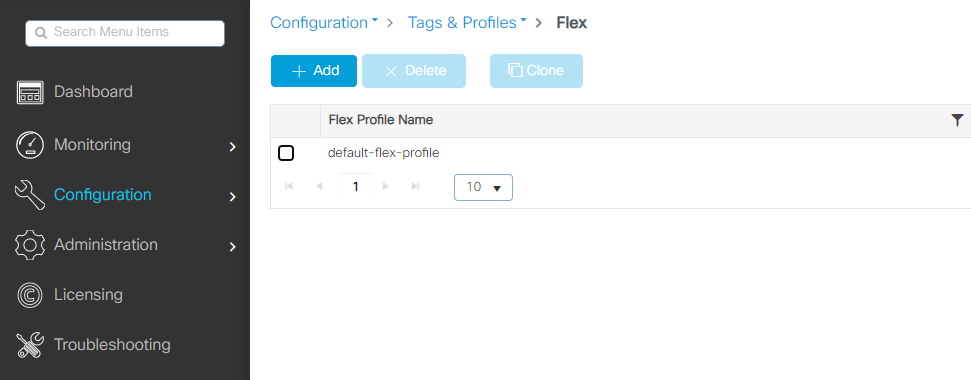 Search Menu Items
Dashboard
Monitoring
Configuration
Administration
Licensing
Troubleshooting
Configuration > Tags & Profiles > Flex
+ Add × Delete Clone
Flex Profile Name
default-flex-profile
1 10